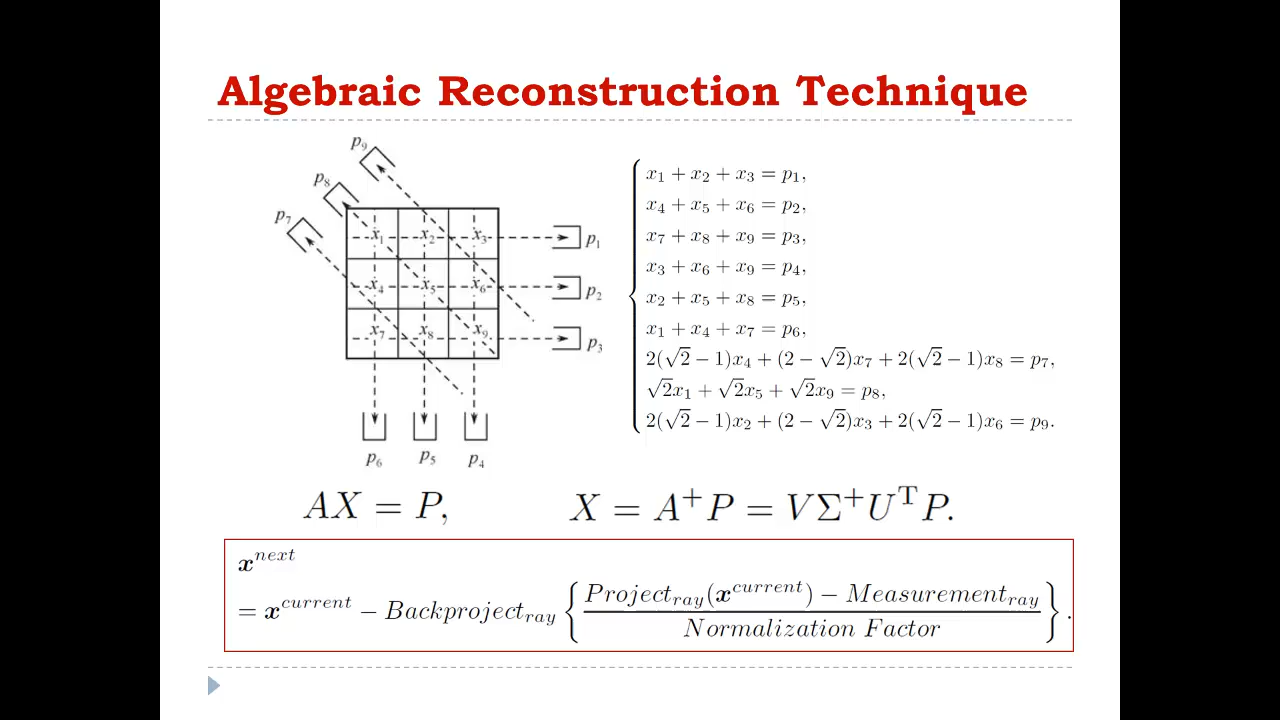 Algebraic Reconstruction Technique
p₉
p₈
p₇
x₁ x₂ x₃ p₁
x₄ x₅ x₆ p₂
x₇ x₈ x₉ p₃
p₆ p₅ p₄
x₁ + x₂ + x₃ = p₁,
x₄ + x₅ + x₆ = p₂,
x₇ + x₈ + x₉ = p₃,
x₃ + x₆ + x₉ = p₄,
x₂ + x₅ + x₈ = p₅,
x₁ + x₄ + x₇ = p₆,
2(√2 − 1)x₄ + (2 − √2)x₇ + 2(√2 − 1)x₈ = p₇,
√2x₁ + √2x₅ + √2x₉ = p₈,
2(√2 − 1)x₂ + (2 − √2)x₃ + 2(√2 − 1)x₆ = p₉.
AX = P, X = A⁺P = VΣ⁺UᵀP.
x^next
= x^current − Backproject_ray { (Project_ray(x^current) − Measurement_ray) / Normalization Factor } .